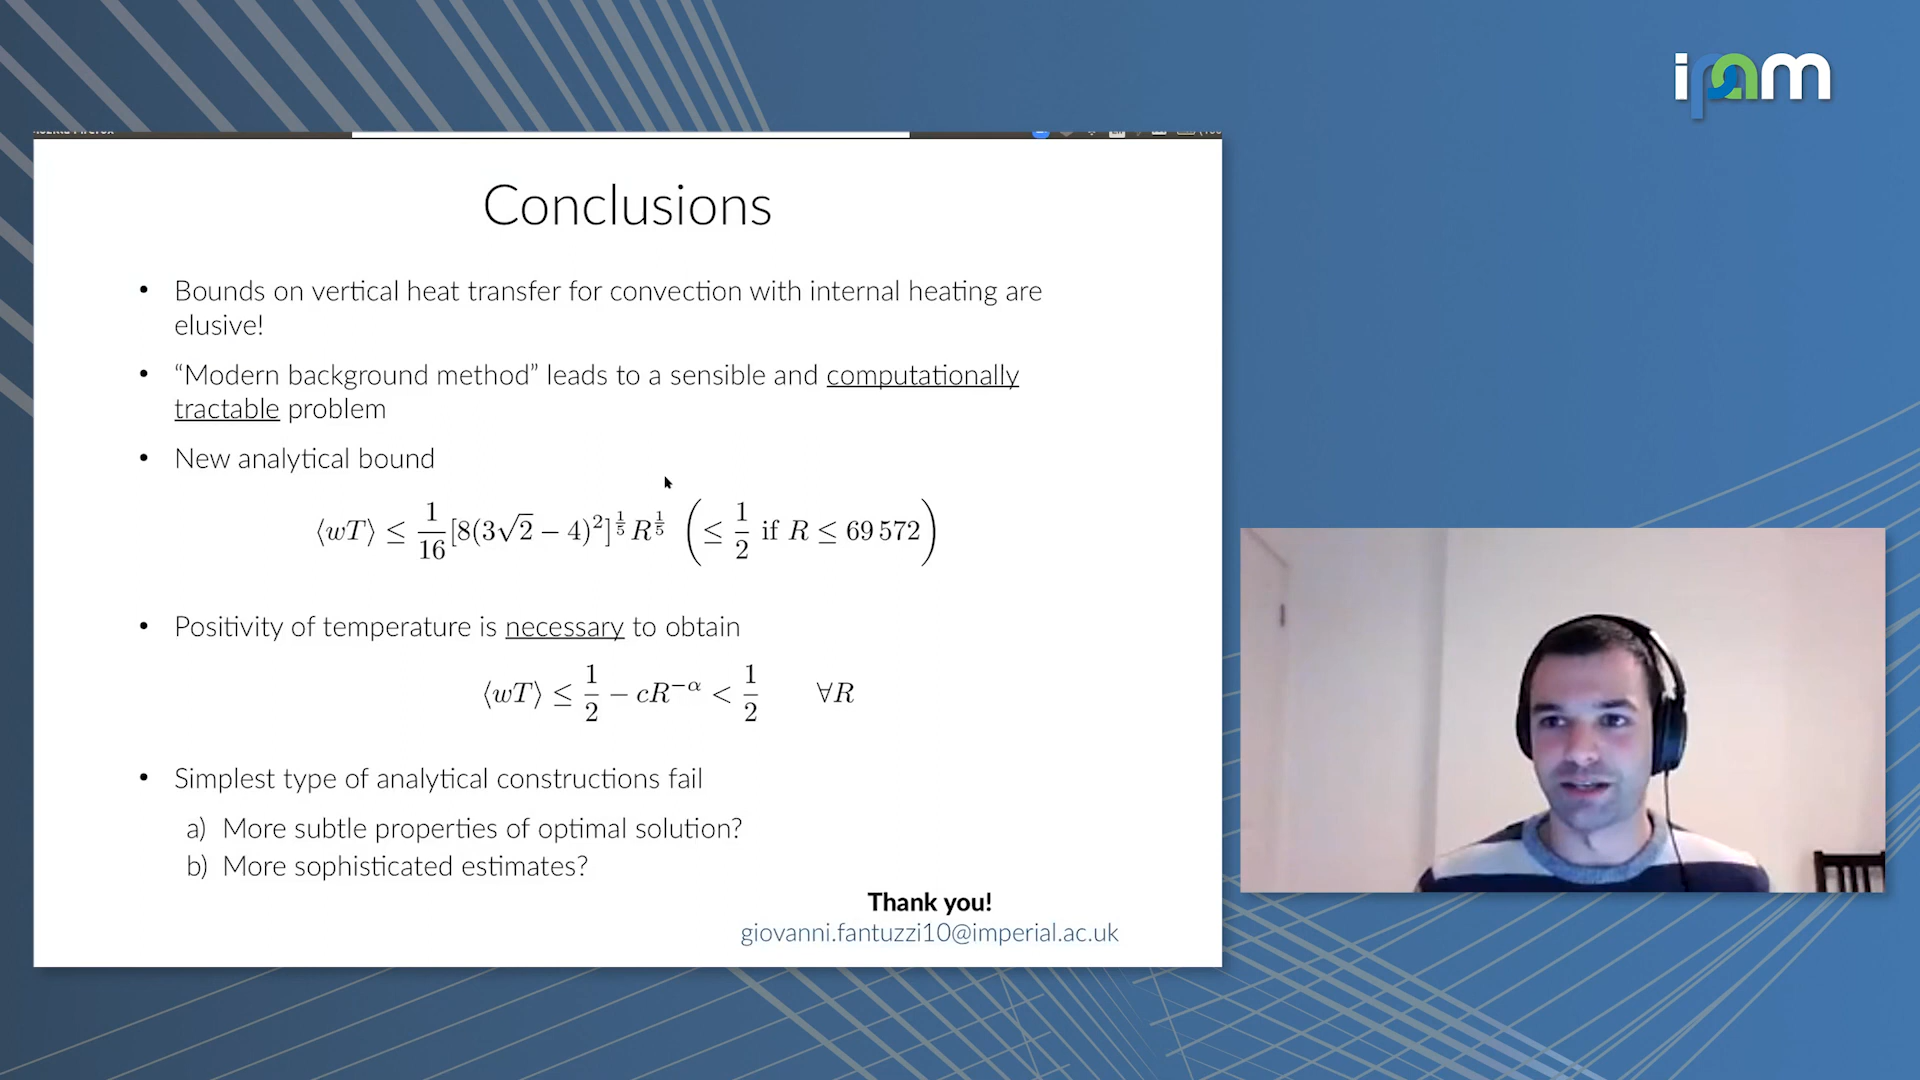 ipam
Conclusions
• Bounds on vertical heat transfer for convection with internal heating are
elusive!
• “Modern background method” leads to a sensible and computationally
tractable problem
• New analytical bound
⟨wT⟩ ≤ 1/16 [8(3√2 − 4)²]^{1/5} R^{1/5} (≤ 1/2 if R ≤ 69 572)
• Positivity of temperature is necessary to obtain
⟨wT⟩ ≤ 1/2 − cR^{−α} < 1/2 ∀R
• Simplest type of analytical constructions fail
a) More subtle properties of optimal solution?
b) More sophisticated estimates?
Thank you!
giovanni.fantuzzi10@imperial.ac.uk